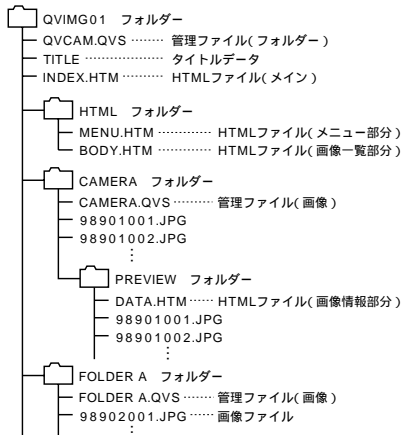 QVIMG01 フォルダー
QVCAM.QVS ········ 管理ファイル(フォルダー)
TITLE ·················· タイトルデータ
INDEX.HTM ·········· HTMLファイル(メイン)
HTML フォルダー
MENU.HTM ············ HTMLファイル(メニュー部分)
BODY.HTM ············ HTMLファイル(画像一覧部分)
CAMERA フォルダー
CAMERA.QVS ········· 管理ファイル(画像)
98901001.JPG
98901002.JPG
⋮
PREVIEW フォルダー
DATA.HTM ······ HTMLファイル(画像情報部分)
98901001.JPG
98901002.JPG
⋮
FOLDER A フォルダー
FOLDER A.QVS ······· 管理ファイル(画像)
98902001.JPG ······ 画像ファイル
⋮